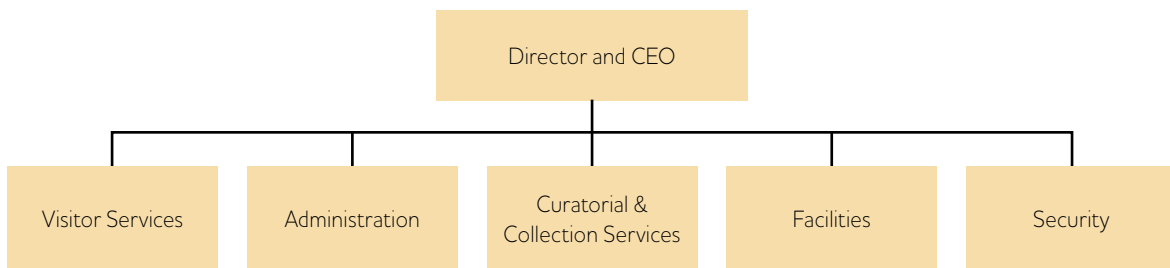 Director and CEO
Visitor Services
Administration
Curatorial &
Collection Services
Facilities
Security